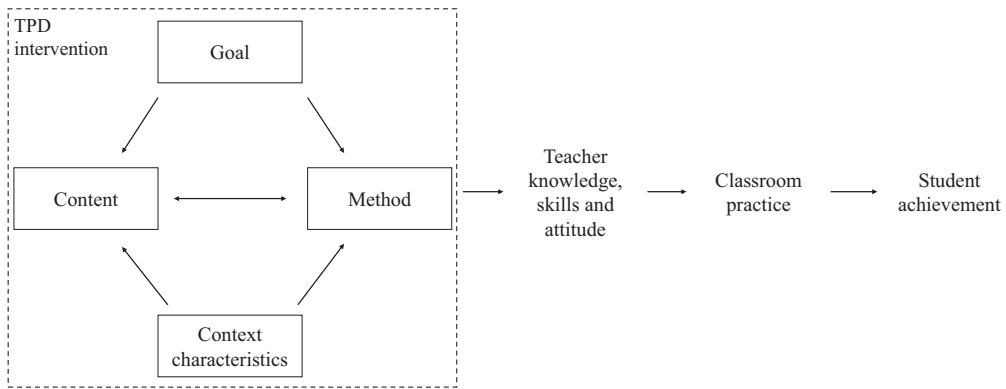 TPD
intervention
Goal
Content
Method
Context
characteristics
Teacher
knowledge,
skills and
attitude
Classroom
practice
Student
achievement